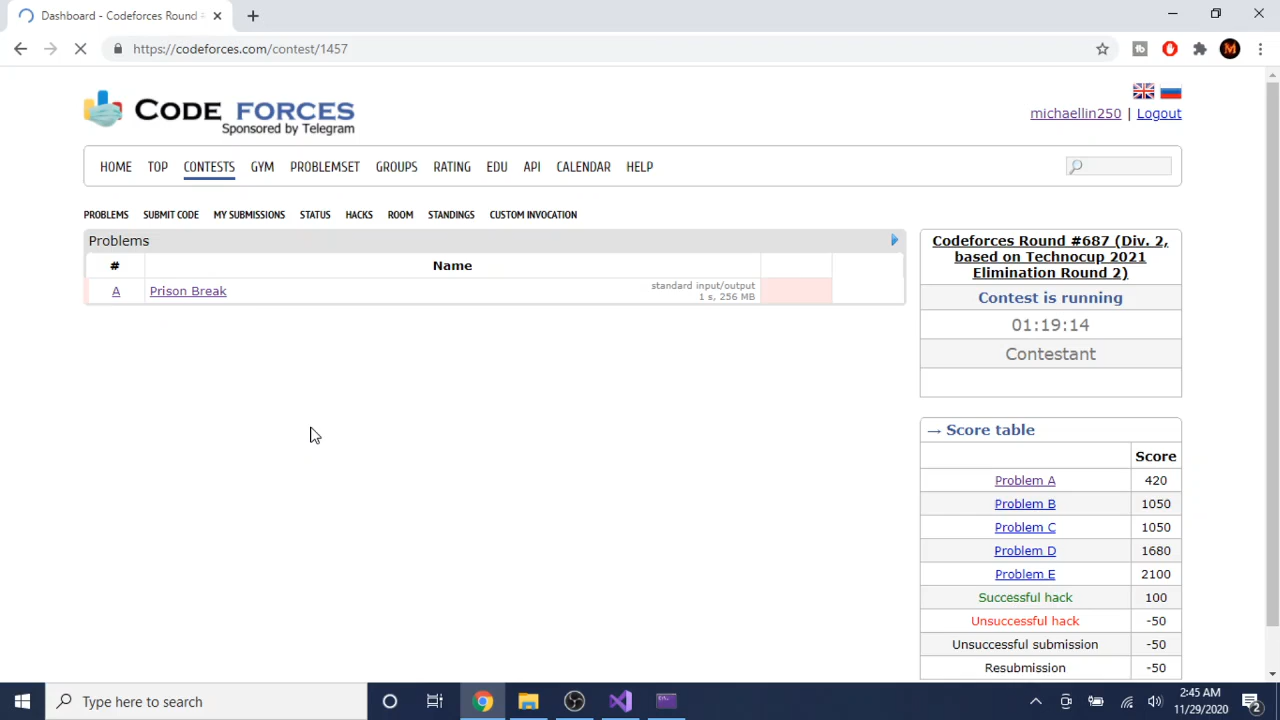 Dashboard - Codeforces Round
https://codeforces.com/contest/1457
CODE FORCES
Sponsored by Telegram
michaellin250 | Logout
HOME TOP CONTESTS GYM PROBLEMSET GROUPS RATING EDU API CALENDAR HELP
PROBLEMS SUBMIT CODE MY SUBMISSIONS STATUS HACKS ROOM STANDINGS CUSTOM INVOCATION
Problems
# Name
A Prison Break standard input/output
1 s, 256 MB
Codeforces Round #687 (Div. 2,
based on Technocup 2021
Elimination Round 2)
Contest is running
01:19:14
Contestant
→ Score table
Score
Problem A 420
Problem B 1050
Problem C 1050
Problem D 1680
Problem E 2100
Successful hack 100
Unsuccessful hack -50
Unsuccessful submission -50
Resubmission -50
Type here to search
2:45 AM
11/29/2020
2